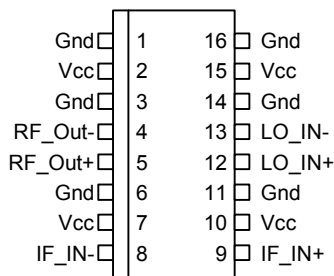 Gnd 1 16 Gnd
Vcc 2 15 Vcc
Gnd 3 14 Gnd
RF_Out- 4 13 LO_IN-
RF_Out+ 5 12 LO_IN+
Gnd 6 11 Gnd
Vcc 7 10 Vcc
IF_IN- 8 9 IF_IN+